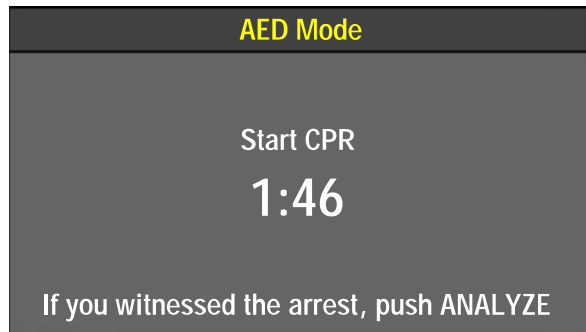 AED Mode
Start CPR
1:46
If you witnessed the arrest, push ANALYZE